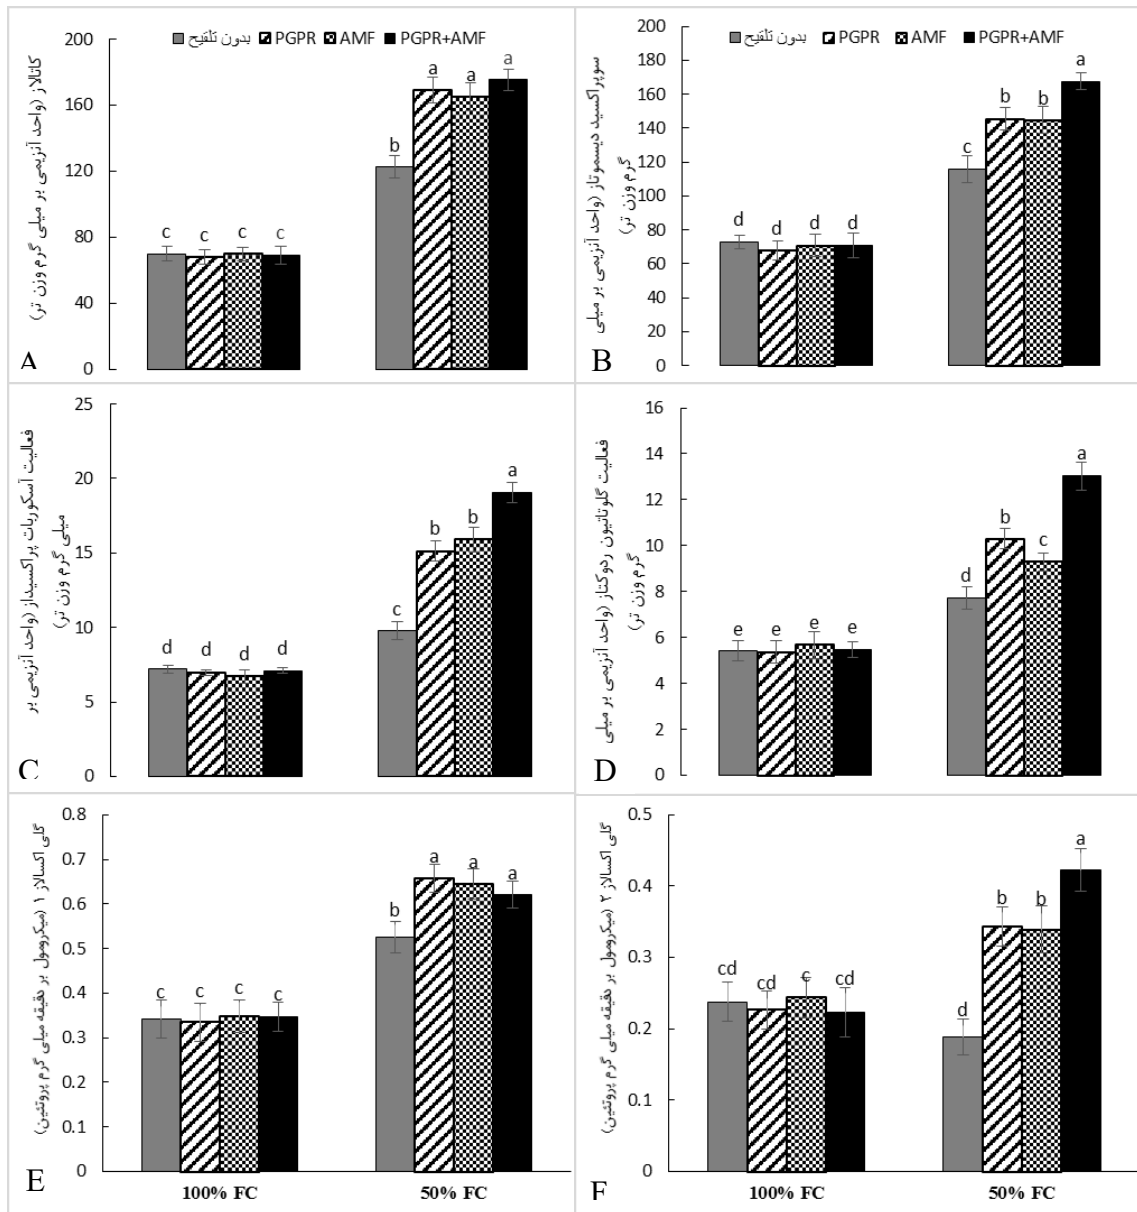 بدون تلقیح PGPR AMF PGPR+AMF
کاتالاز (واحد آنزیمی بر میلی گرم وزن تر)
200
160
120
80
40
0
c c c c b a a a
A
بدون تلقیح PGPR AMF PGPR+AMF
سوپراکسید دیسموتاز (واحد آنزیمی بر میلی
گرم وزن تر)
200
180
160
140
120
100
80
60
40
20
0
d d d d c b b a
B
فعالیت آسکوربات پراکسیداز (واحد آنزیمی بر
میلی گرم وزن تر)
25
20
15
10
5
0
d d d d c b b a
C
فعالیت گلوتاتیون ردوکتاز (واحد آنزیمی بر میلی
گرم وزن تر)
16
14
12
10
8
6
4
2
0
e e e e d b c a
D
گلی اکسالاز ۱ (میکرومول بر دقیقه میلی گرم پروتئین)
0.8
0.7
0.6
0.5
0.4
0.3
0.2
0.1
0
c c c c b a a a
E
100% FC 50% FC
گلی اکسالاز ۲ (میکرومول بر دقیقه میلی گرم پروتئین)
0.5
0.4
0.3
0.2
0.1
0
cd cd c cd d b b a
F
100% FC 50% FC